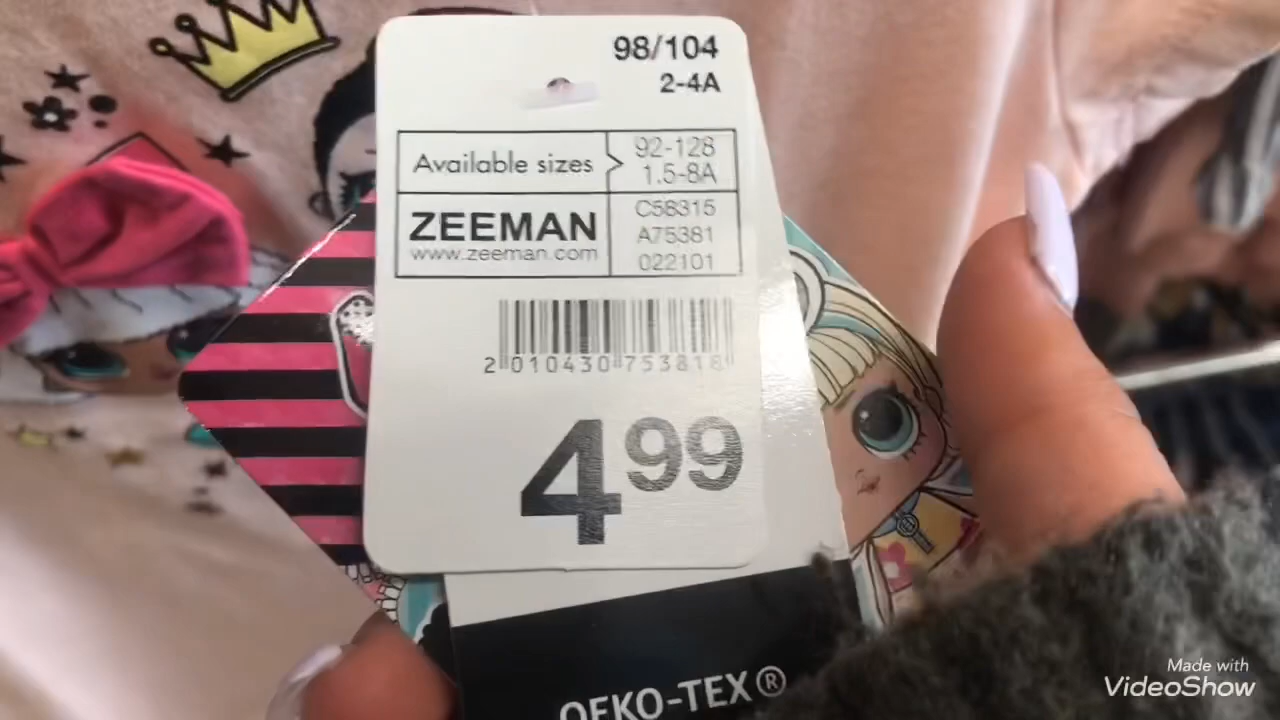 98/104
2-4A
Available sizes
92-128
1.5-8A
ZEEMAN
www.zeeman.com
C58315
A75381
022101
2 010430 753818
4 99
OEKO-TEX®
Made with
VideoShow